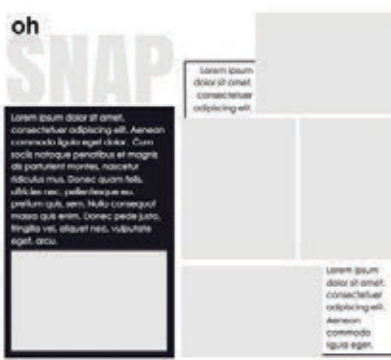 oh
SNAP
Lorem ipsum dolor sit amet,
consectetuer adipiscing elit. Aenean
commodo ligula eget dolor. Cum
sociis natoque penatibus et magnis
dis parturient montes, nascetur
ridiculus mus. Donec quam felis,
ultricies nec, pellentesque eu,
pretium quis, sem. Nulla consequat
massa quis enim. Donec pede justo,
fringilla vel, aliquet nec, vulputate
eget, arcu.
Lorem ipsum
dolor sit amet,
consectetuer
adipiscing elit.
Lorem ipsum
dolor sit amet,
consectetuer
adipiscing elit.
Aenean
commodo
ligula eget.